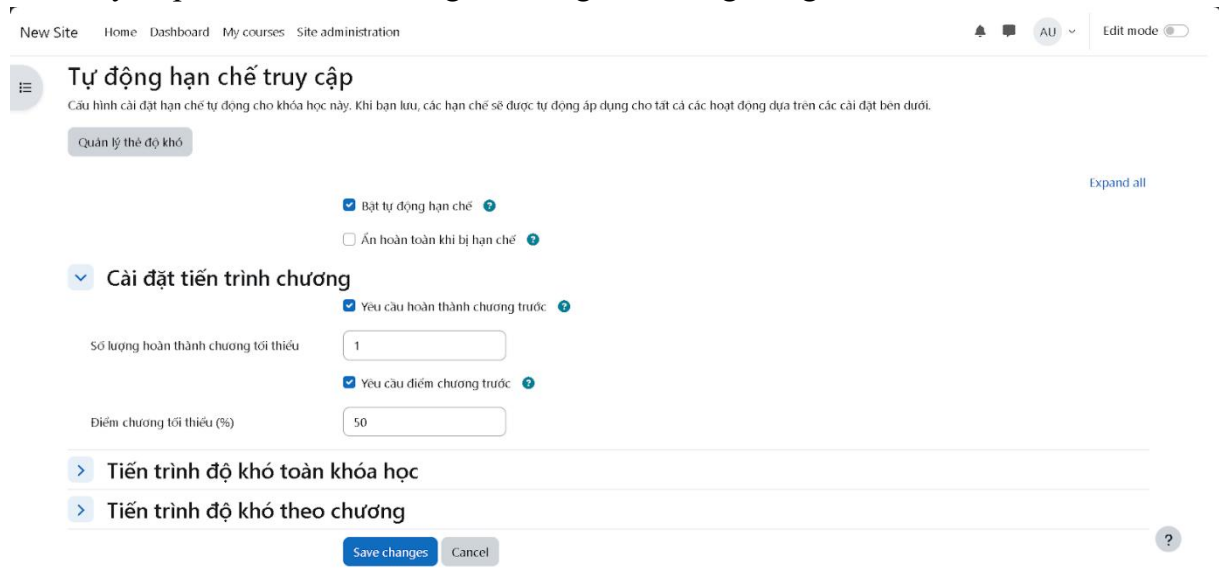 New Site Home Dashboard My courses Site administration AU Edit mode
Tự động hạn chế truy cập
Cấu hình cài đặt hạn chế tự động cho khóa học này. Khi bạn lưu, các hạn chế sẽ được tự động áp dụng cho tất cả các hoạt động dựa trên các cài đặt bên dưới.
Quản lý thẻ độ khó
Expand all
Bật tự động hạn chế ?
Ẩn hoàn toàn khi bị hạn chế ?
Cài đặt tiến trình chương
Yêu cầu hoàn thành chương trước ?
Số lượng hoàn thành chương tối thiểu 1
Yêu cầu điểm chương trước ?
Điểm chương tối thiểu (%) 50
Tiến trình độ khó toàn khóa học
Tiến trình độ khó theo chương
Save changes Cancel
?